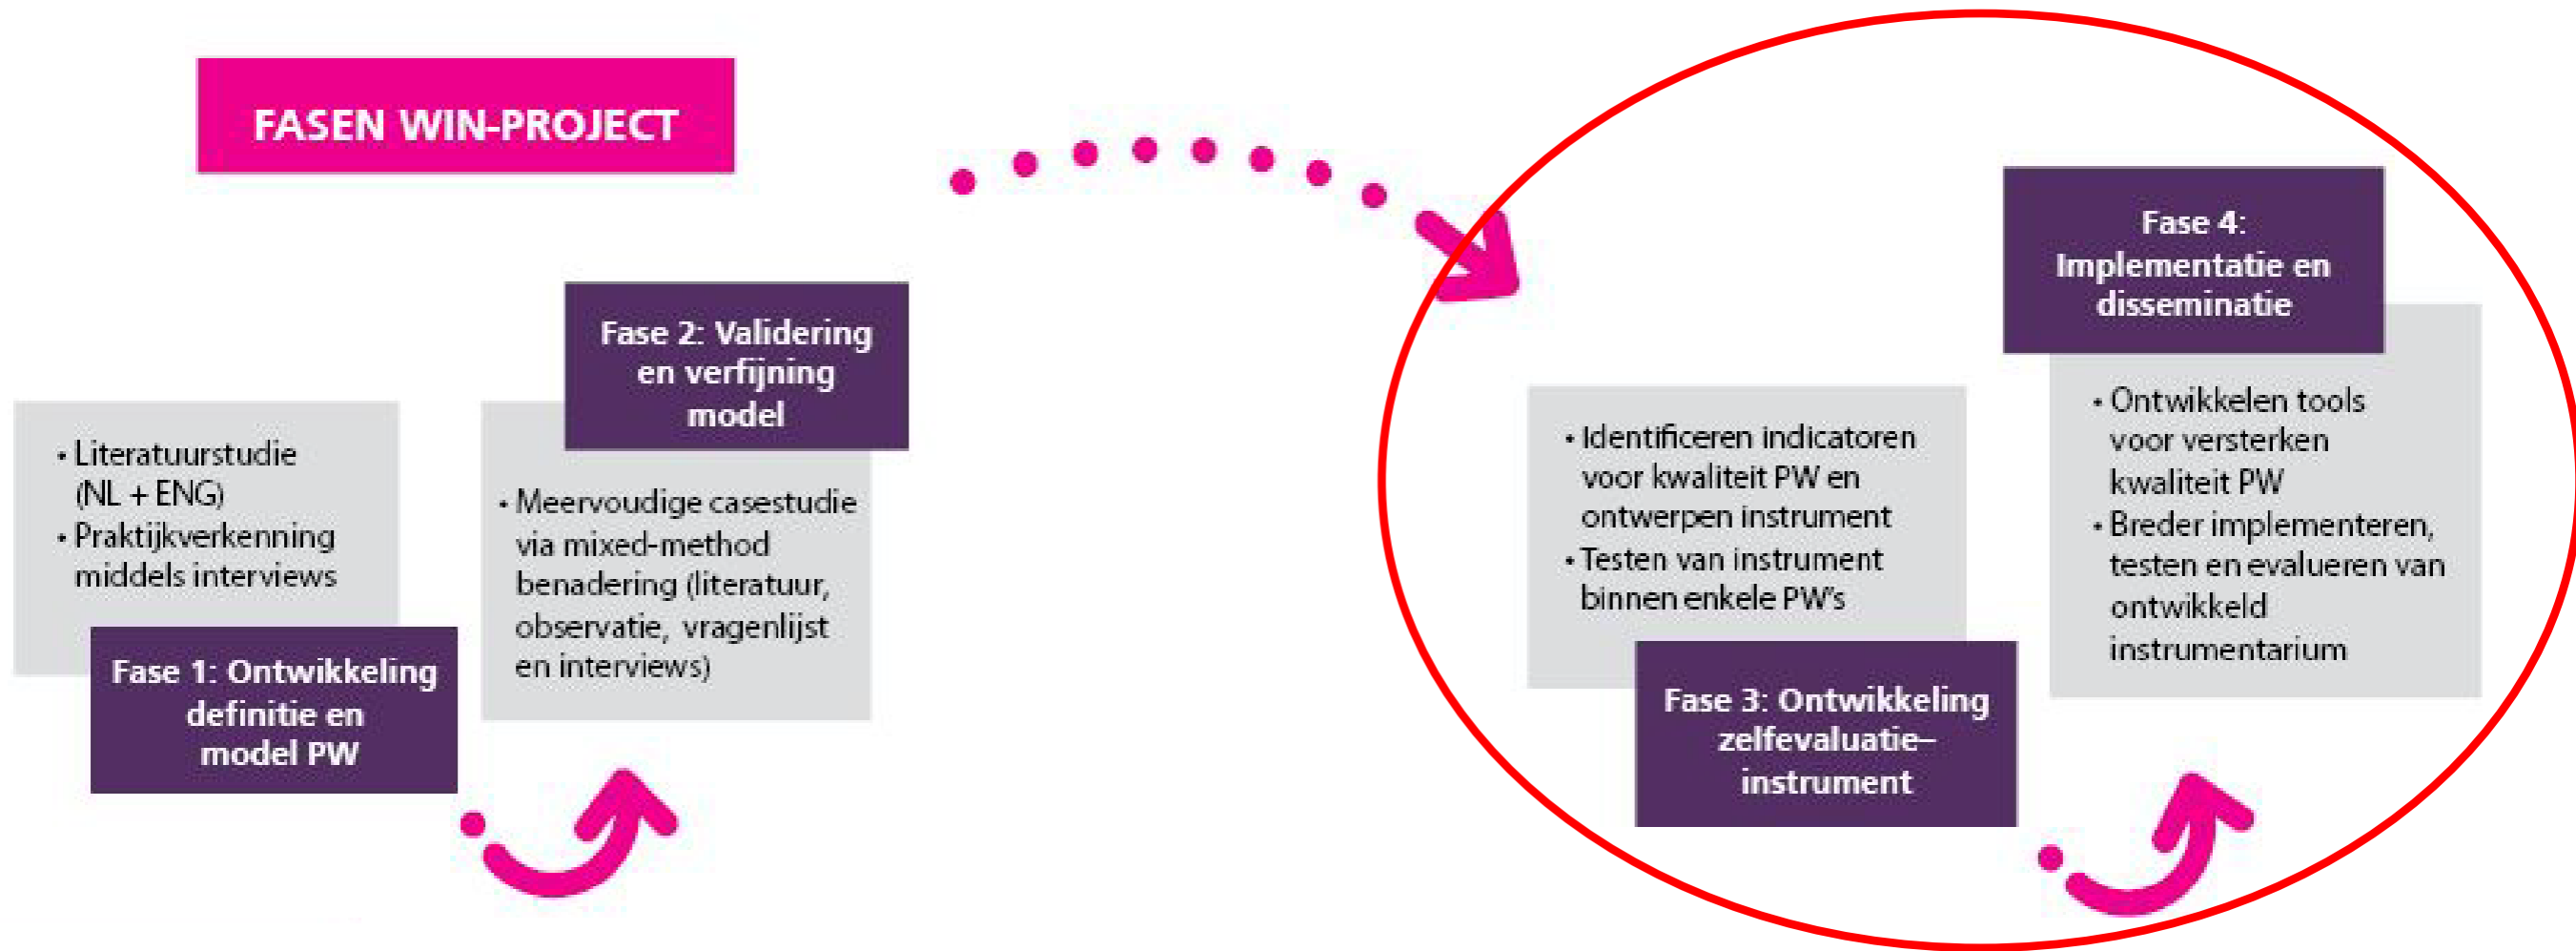 FASEN WIN-PROJECT
• Literatuurstudie
(NL + ENG)
• Praktijkverkenning
middels interviews
Fase 1: Ontwikkeling
definitie en
model PW
Fase 2: Validering
en verfijning
model
• Meervoudige casestudie
via mixed-method
benadering (literatuur,
observatie, vragenlijst
en interviews)
• Identificeren indicatoren
voor kwaliteit PW en
ontwerpen instrument
• Testen van instrument
binnen enkele PW's
Fase 3: Ontwikkeling
zelfevaluatie–
instrument
Fase 4:
Implementatie en
disseminatie
• Ontwikkelen tools
voor versterken
kwaliteit PW
• Breder implementeren,
testen en evalueren van
ontwikkeld
instrumentarium